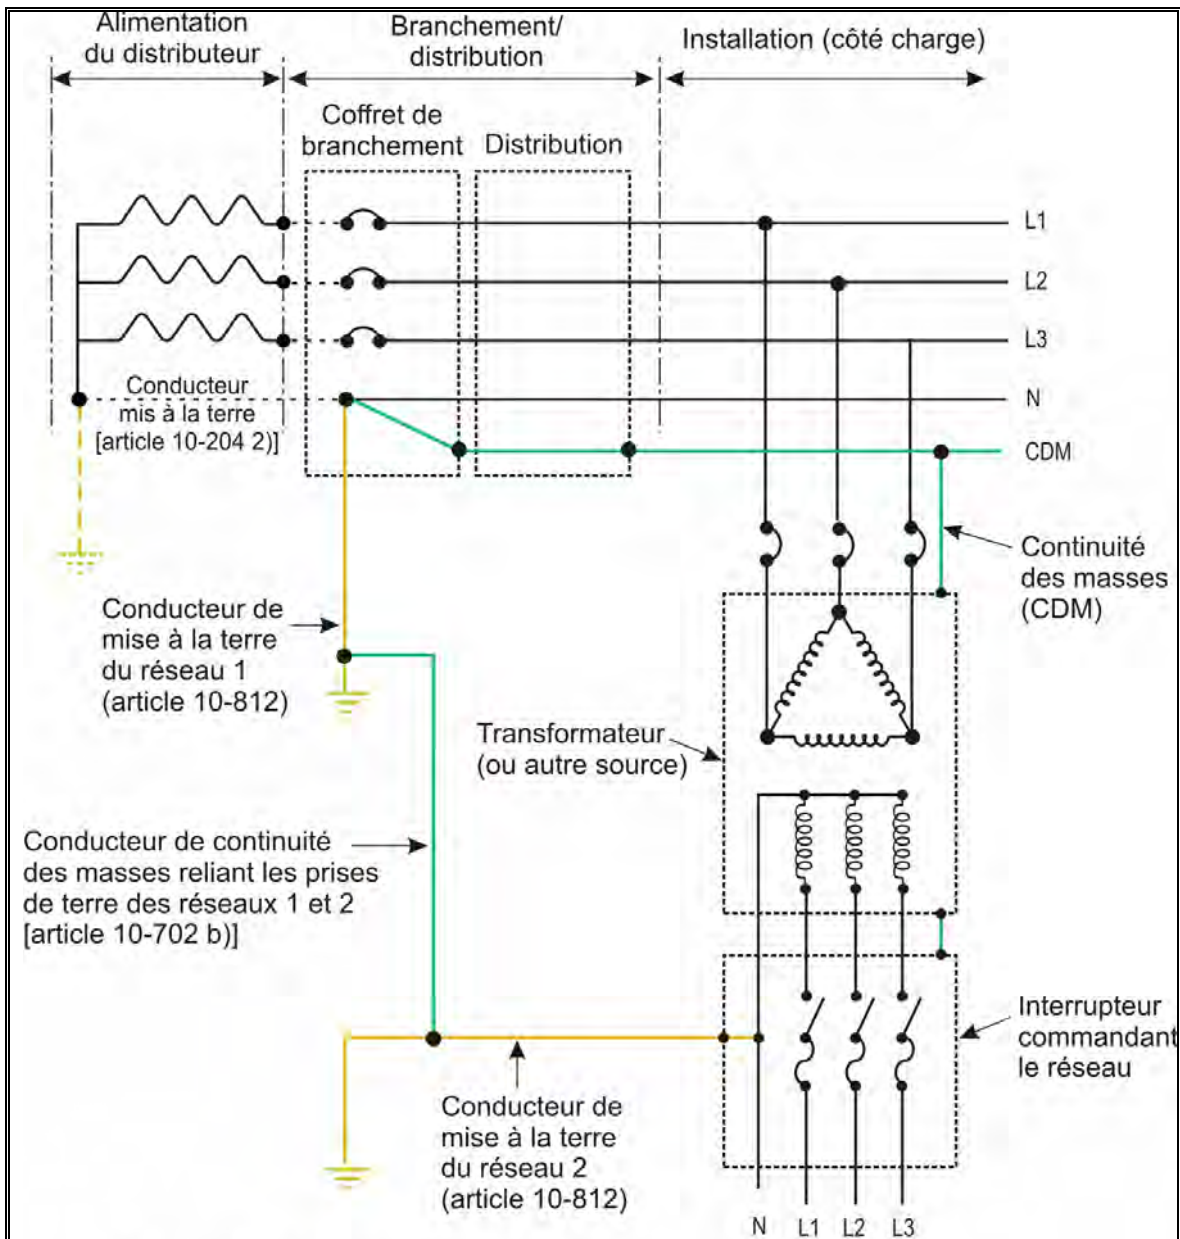 Alimentation
du distributeur
Branchement/
distribution
Installation (côté charge)
Coffret de
branchement
Distribution
L1
L2
L3
Conducteur
mis à la terre
[article 10-204 2)]
N
CDM
Continuité
des masses
(CDM)
Conducteur de
mise à la terre
du réseau 1
(article 10-812)
Transformateur
(ou autre source)
Conducteur de continuité
des masses reliant les prises
de terre des réseaux 1 et 2
[article 10-702 b)]
Interrupteur
commandant
le réseau
Conducteur de
mise à la terre
du réseau 2
(article 10-812)
N L1 L2 L3